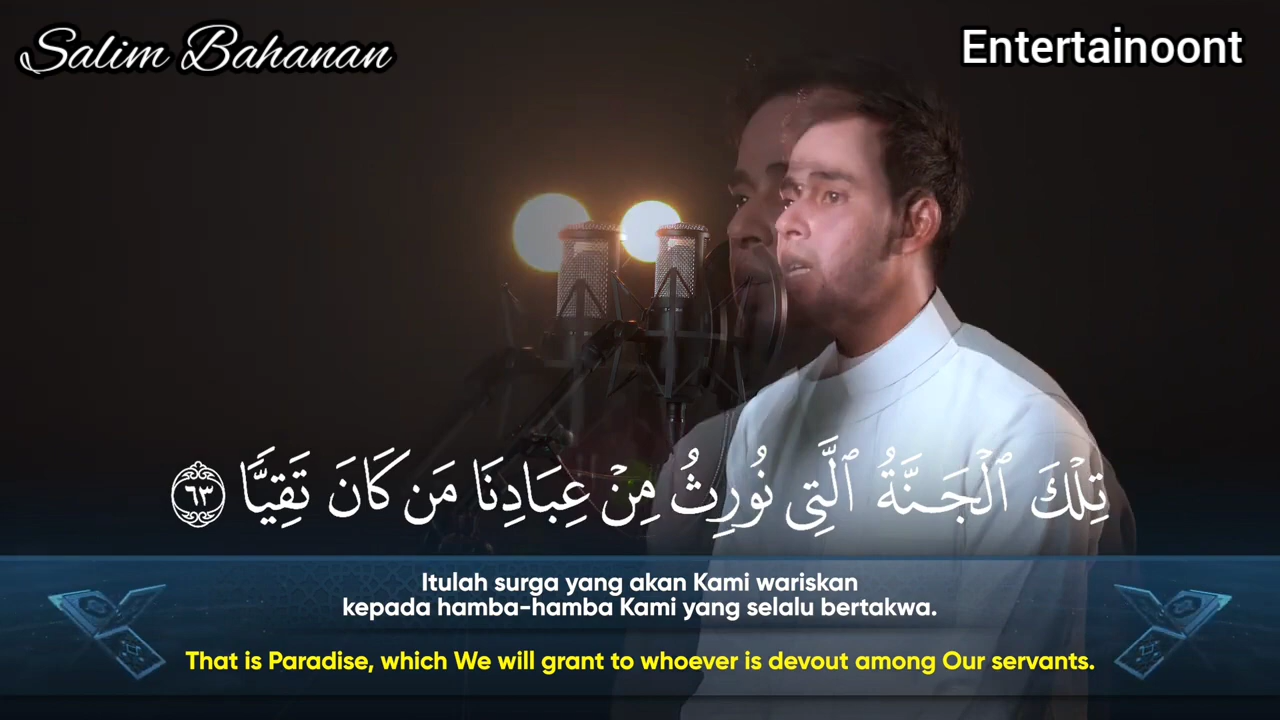 Salim Bahanan
Entertainoont
تِلْكَ ٱلْجَنَّةُ ٱلَّتِى نُورِثُ مِنْ عِبَادِنَا مَن كَانَ تَقِيًّا ٦٣
Itulah surga yang akan Kami wariskan
kepada hamba-hamba Kami yang selalu bertakwa.
That is Paradise, which We will grant to whoever is devout among Our servants.